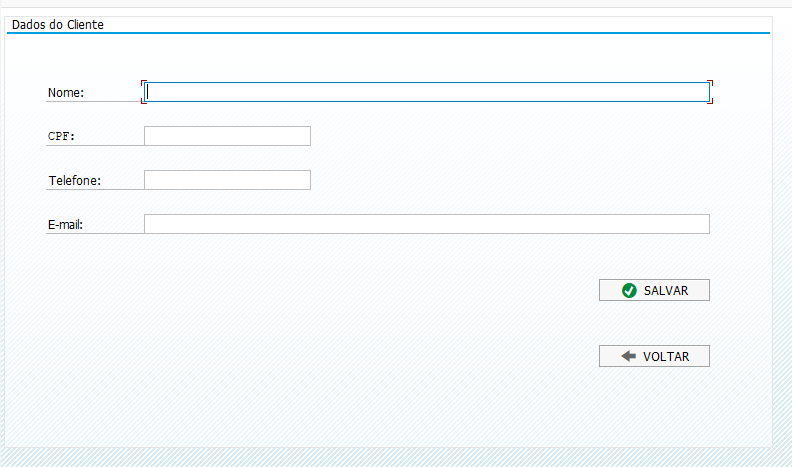 Dados do Cliente
Nome:
CPF:
Telefone:
E-mail:
SALVAR
VOLTAR